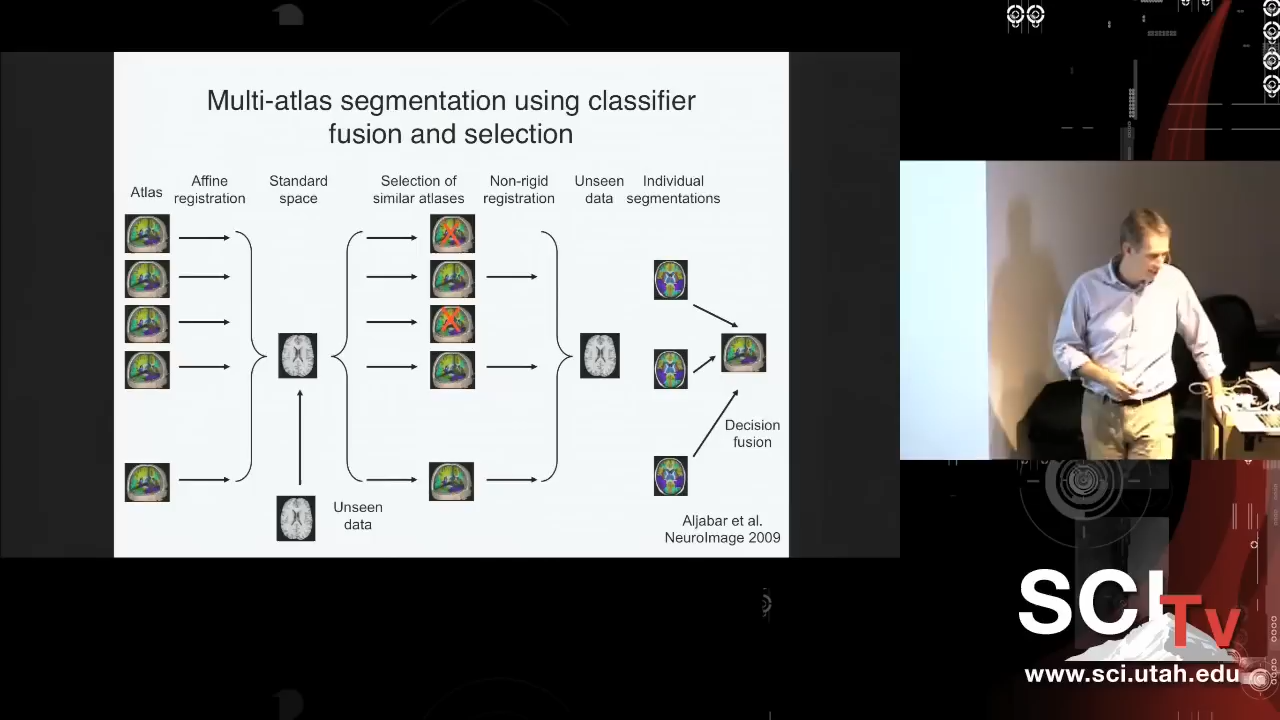 Multi-atlas segmentation using classifier
fusion and selection
Atlas
Affine
registration
Standard
space
Selection of
similar atlases
Non-rigid
registration
Unseen
data
Individual
segmentations
X
X
Decision
fusion
Unseen
data
Aljabar et al.
NeuroImage 2009
SCI
Tv
www.sci.utah.edu